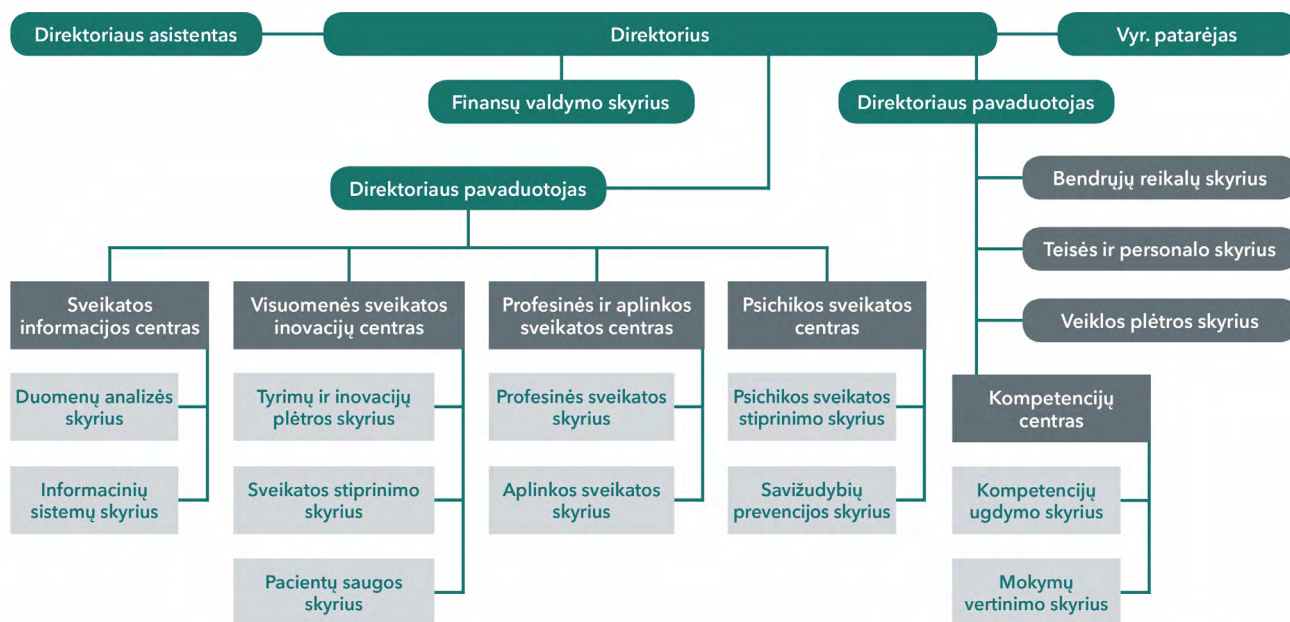 Direktoriaus asistentas
Direktorius
Vyr. patarėjas
Finansų valdymo skyrius
Direktoriaus pavaduotojas
Direktoriaus pavaduotojas
Bendrųjų reikalų skyrius
Teisės ir personalo skyrius
Veiklos plėtros skyrius
Sveikatos
informacijos centras
Duomenų analizės
skyrius
Informacinių
sistemų skyrius
Visuomenės sveikatos
inovacijų centras
Tyrimų ir inovacijų
plėtros skyrius
Sveikatos stiprinimo
skyrius
Pacientų saugos
skyrius
Profesinės ir aplinkos
sveikatos centras
Profesinės sveikatos
skyrius
Aplinkos sveikatos
skyrius
Psichikos sveikatos
centras
Psichikos sveikatos
stiprinimo skyrius
Savižudybių
prevencijos skyrius
Kompetencijų
centras
Kompetencijų
ugdymo skyrius
Mokymų
vertinimo skyrius